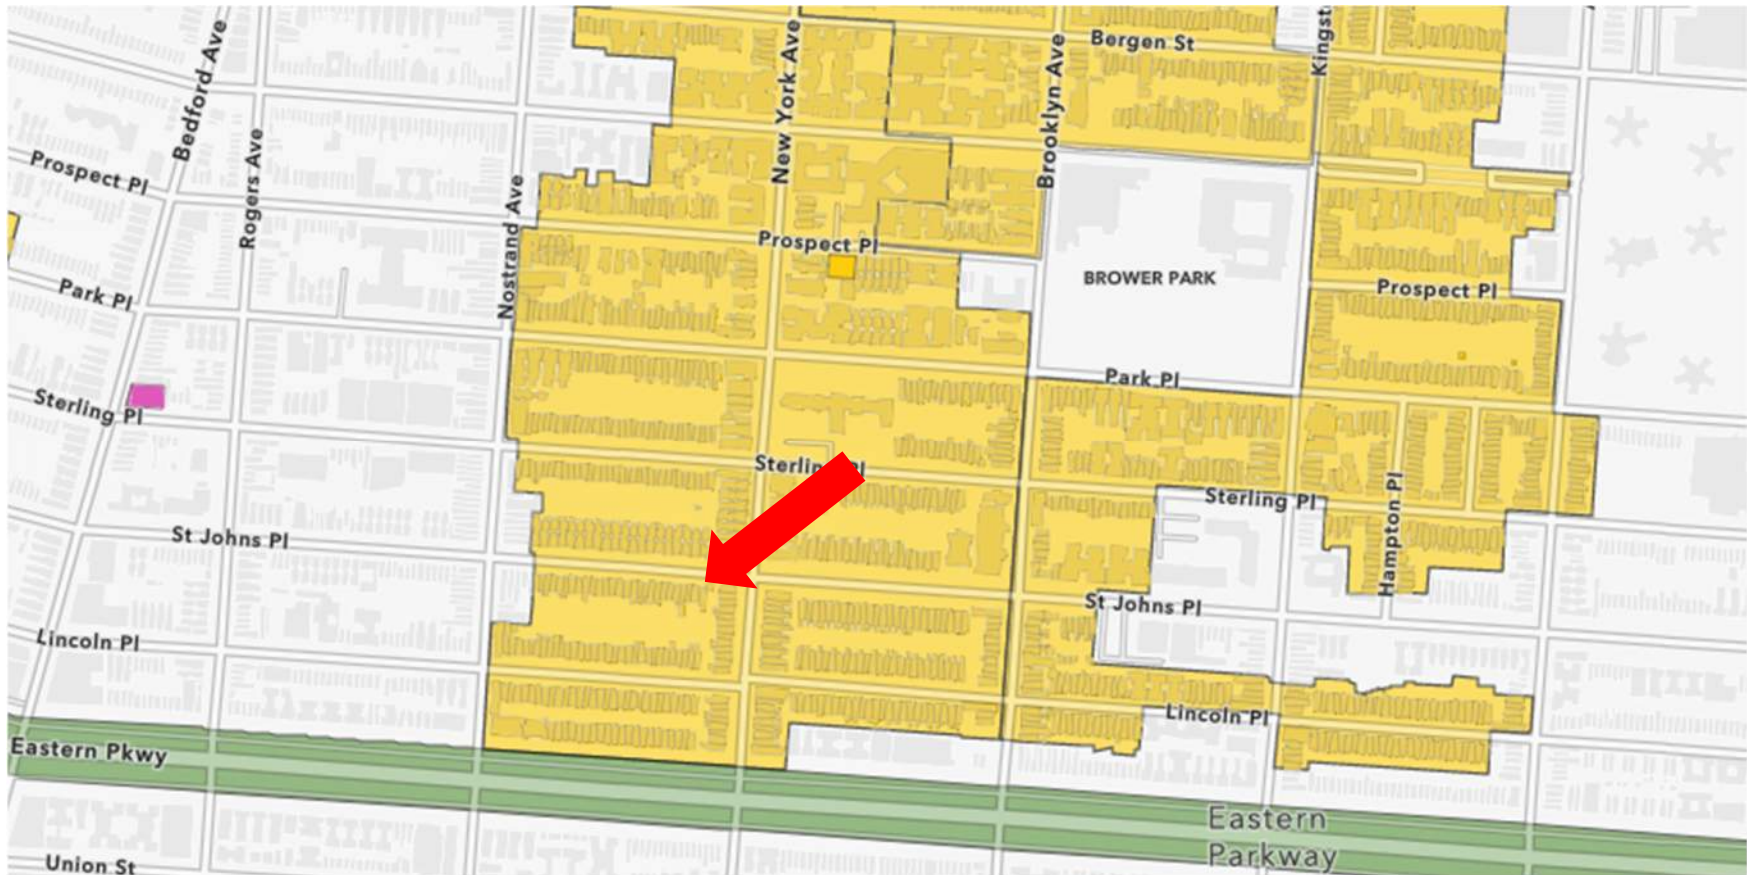 Bedford Ave
Rogers Ave
Nostrand Ave
New York Ave
Brooklyn Ave
Bergen St
Kingst
Prospect Pl
Prospect Pl
BROWER PARK
Prospect Pl
Park Pl
Park Pl
Sterling Pl
Sterlin Pl
Sterling Pl
Hampton Pl
St Johns Pl
St Johns Pl
Lincoln Pl
Lincoln Pl
Eastern Pkwy
Eastern
Parkway
Union St